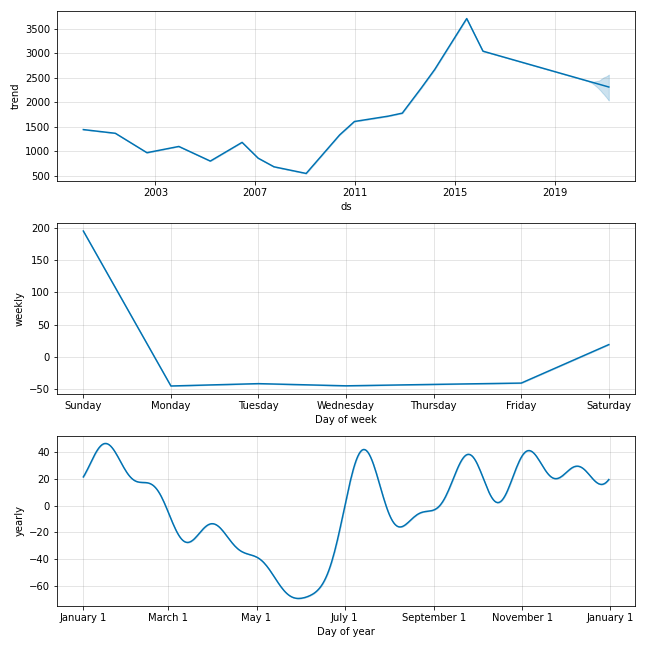 3500
3000
2500
2000
1500
1000
500
trend
2003 2007 2011 2015 2019
ds
200
150
100
50
0
−50
weekly
Sunday Monday Tuesday Wednesday Thursday Friday Saturday
Day of week
40
20
0
−20
−40
−60
yearly
January 1 March 1 May 1 July 1 September 1 November 1 January 1
Day of year